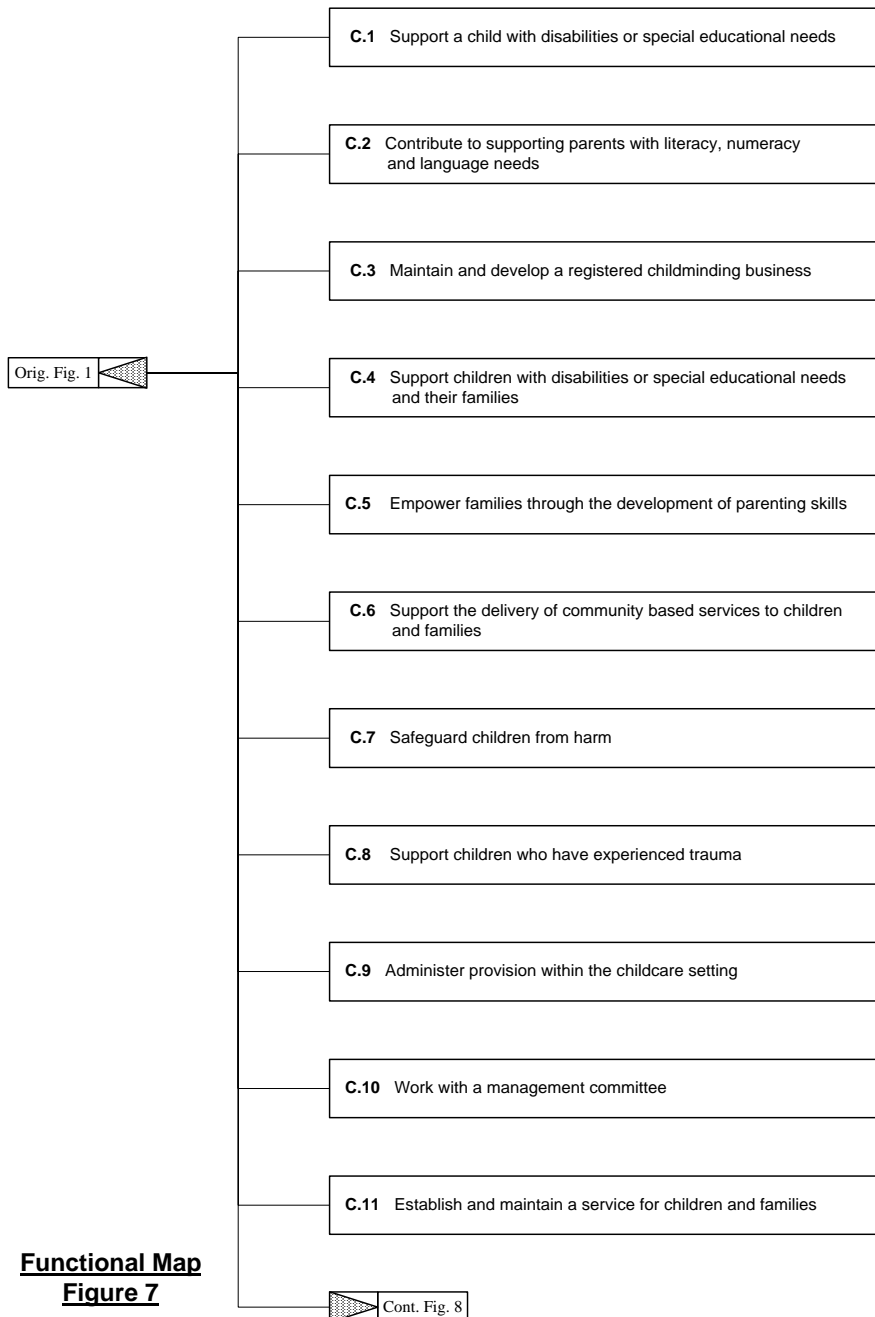 C.1 Support a child with disabilities or special educational needs
C.2 Contribute to supporting parents with literacy, numeracy
and language needs
C.3 Maintain and develop a registered childminding business
Orig. Fig. 1
C.4 Support children with disabilities or special educational needs
and their families
C.5 Empower families through the development of parenting skills
C.6 Support the delivery of community based services to children
and families
C.7 Safeguard children from harm
C.8 Support children who have experienced trauma
C.9 Administer provision within the childcare setting
C.10 Work with a management committee
C.11 Establish and maintain a service for children and families
Functional Map
Figure 7
Cont. Fig. 8